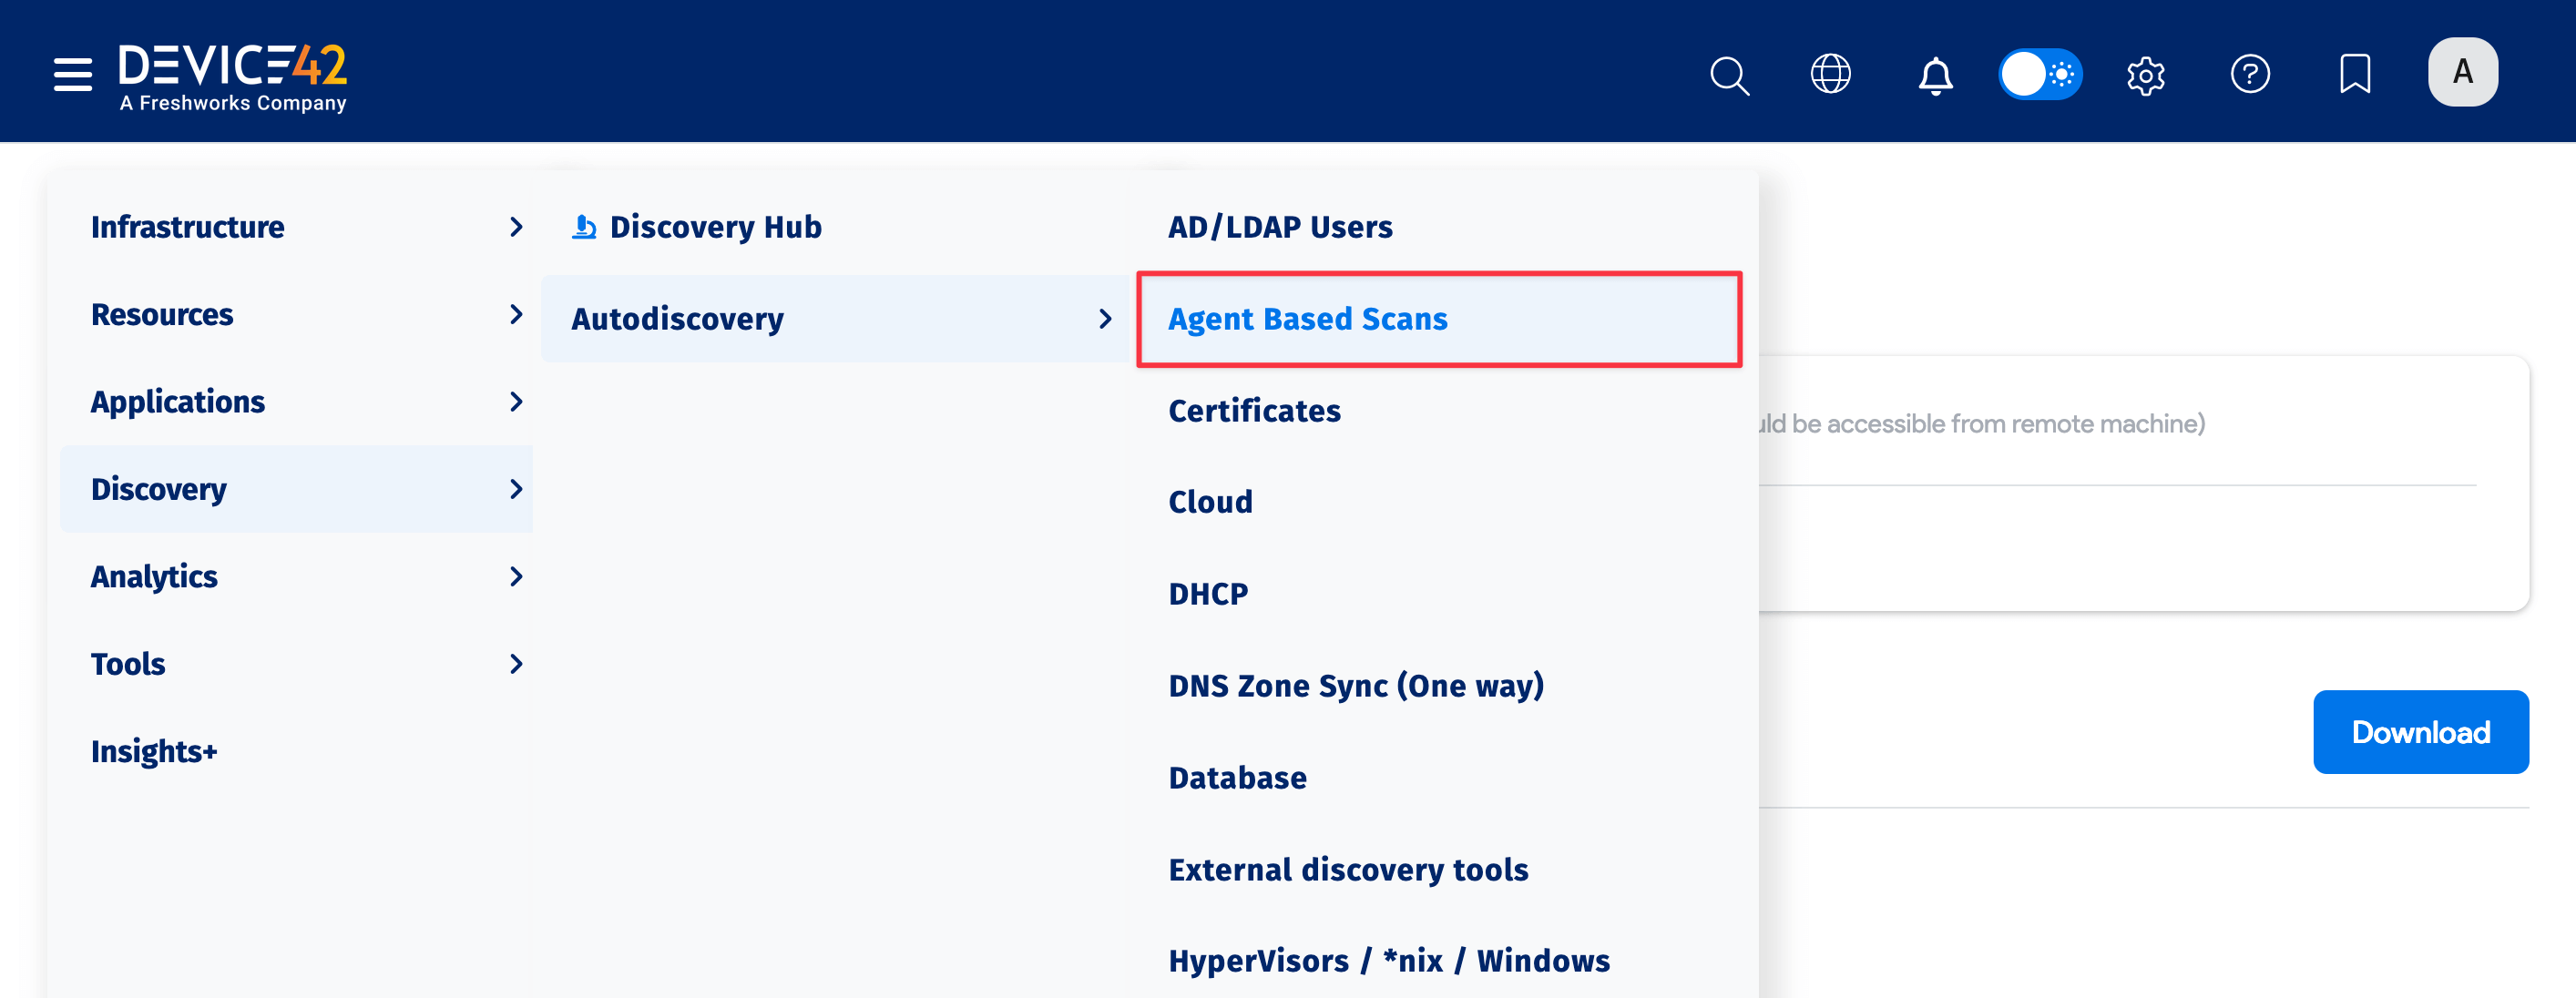 DEVICE42
A Freshworks Company
A
Infrastructure
Resources
Applications
Discovery
Analytics
Tools
Insights+
Discovery Hub
Autodiscovery
AD/LDAP Users
Agent Based Scans
Certificates
Cloud
DHCP
DNS Zone Sync (One way)
Database
External discovery tools
HyperVisors / *nix / Windows
be accessible from remote machine)
Download